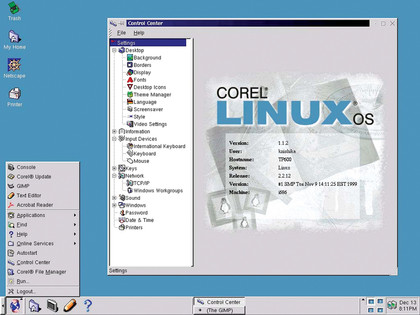 Trash
My Home
Netscape
Printer
Control Center
File Help
Settings
Desktop
Background
Borders
Display
Fonts
Desktop Icons
Theme Manager
Language
Screensaver
Style
Video Settings
Information
Input Devices
International Keyboard
Keyboard
Mouse
Keys
Network
TCP/IP
Windows Workgroups
Sound
Windows
Password
Date & Time
Printers
COREL®
LINUX® OS
Version: 1.1.2
User:
Hostname: TP600
System: Linux
Release: 2.2.12
Version: #1 SMP Tue Nov 9 14:11:25 EST 1999
Machine: i686
Settings
Console
Corel® Update
GIMP
Text Editor
Acrobat Reader
Applications
Find
Help
Online Services
Autostart
Control Center
Corel® File Manager
Run...
Logout...
Control Center
(The GIMP)
Dec 13
8:11PM